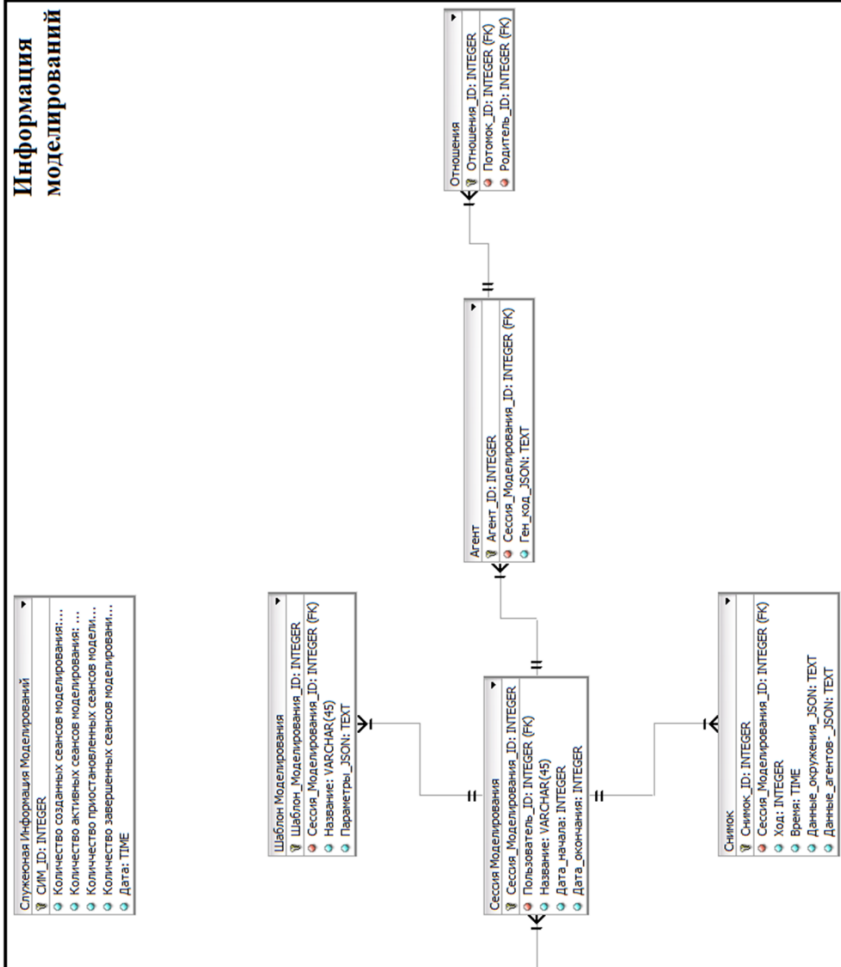 Информация
моделирований
Служеюная Информация Моделирований
СИМ_ID: INTEGER
Количество созданных сеансов моделирования:...
Количество активных сеансов моделирования: ...
Количчество приостановленных сеансов модели...
Количество завершенных сеансов моделировани...
Дата: TIME
Шаблон Моделирования
Шаблон_Моделирования_ID: INTEGER
Сессия_Моделирования_ID: INTEGER (FK)
Название: VARCHAR(45)
Параметры_JSON: TEXT
Сессия Моделирования
Сессия_Моделирования_ID: INTEGER
Пользователь_ID: INTEGER (FK)
Название: VARCHAR(45)
Дата_начала: INTEGER
Дата_окончания: INTEGER
Агент
Агент_ID: INTEGER
Сессия_Моделирования_ID: INTEGER (FK)
Ген_код_JSON: TEXT
Отношения
Отношения_ID: INTEGER
Потомок_ID: INTEGER (FK)
Родитель_ID: INTEGER (FK)
Снимок
Снимок_ID: INTEGER
Сессия_Моделирования_ID: INTEGER (FK)
Ход: INTEGER
Время: TIME
Данные_окружения_JSON: TEXT
Данные_агентов-_JSON: TEXT